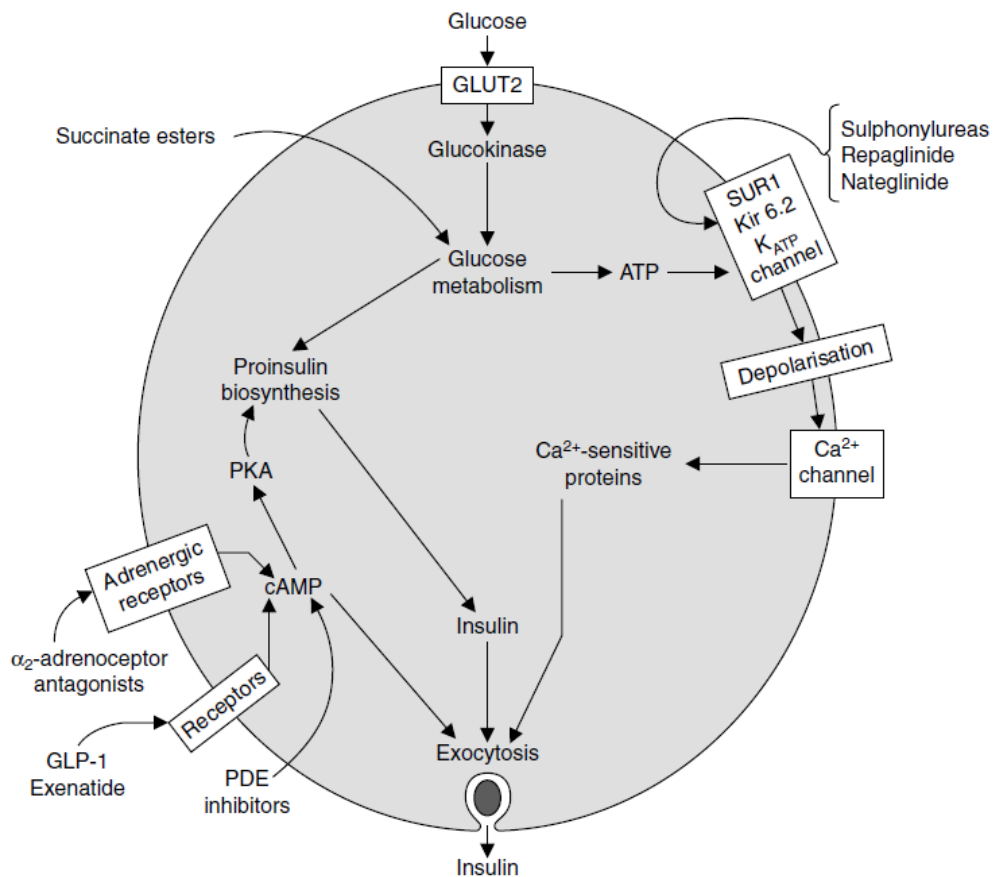 Glucose
GLUT2
Succinate esters
Glucokinase
Sulphonylureas
Repaglinide
Nateglinide
SUR1
Kir 6.2
K_ATP
channel
Glucose
metabolism
ATP
Depolarisation
Proinsulin
biosynthesis
Ca²⁺-sensitive
proteins
Ca²⁺
channel
PKA
Adrenergic
receptors
cAMP
Insulin
α₂-adrenoceptor
antagonists
Receptors
GLP-1
Exenatide
PDE
inhibitors
Exocytosis
Insulin